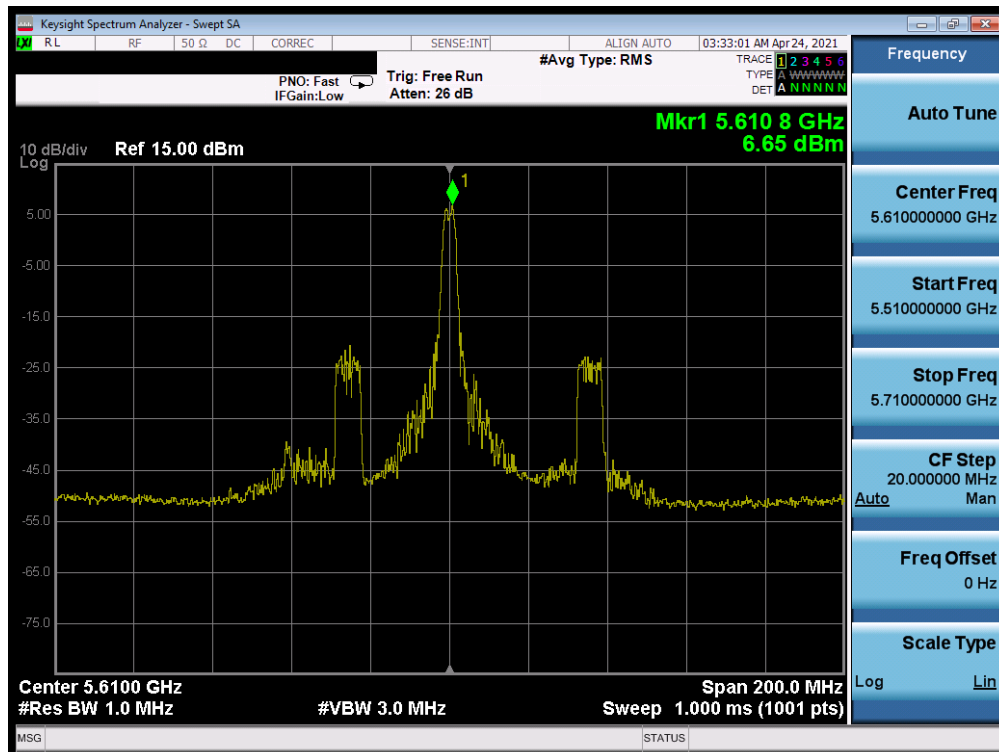 Keysight Spectrum Analyzer - Swept SA
LXI RL RF 50 Ω DC CORREC SENSE:INT ALIGN AUTO 03:33:01 AM Apr 24, 2021
#Avg Type: RMS TRACE 1 2 3 4 5 6
PNO: Fast Trig: Free Run TYPE A WWWWW
IFGain:Low Atten: 26 dB DET A N N N N N
Mkr1 5.610 8 GHz
6.65 dBm
10 dB/div Ref 15.00 dBm
Log
1
5.00
-5.00
-15.0
-25.0
-35.0
-45.0
-55.0
-65.0
-75.0
Center 5.6100 GHz Span 200.0 MHz
#Res BW 1.0 MHz #VBW 3.0 MHz Sweep 1.000 ms (1001 pts)
MSG STATUS
Frequency
Auto Tune
Center Freq
5.610000000 GHz
Start Freq
5.510000000 GHz
Stop Freq
5.710000000 GHz
CF Step
20.000000 MHz
Auto Man
Freq Offset
0 Hz
Scale Type
Log Lin